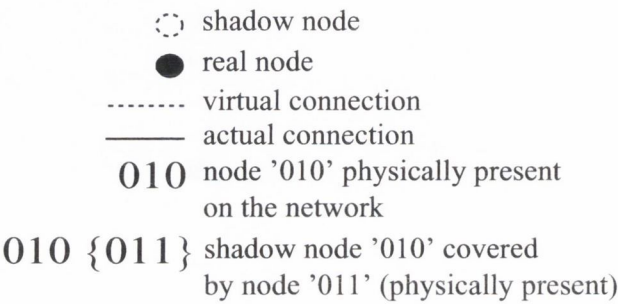 shadow node
real node
virtual connection
actual connection
010 node '010' physically present
on the network
010 {011} shadow node '010' covered
by node '011' (physically present)